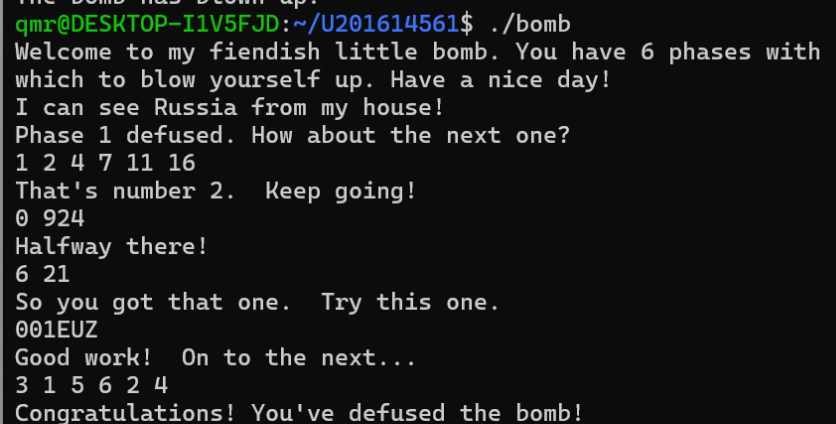 The bomb has blown up!
qmr@DESKTOP-I1V5FJD:~/U201614561$ ./bomb
Welcome to my fiendish little bomb. You have 6 phases with
which to blow yourself up. Have a nice day!
I can see Russia from my house!
Phase 1 defused. How about the next one?
1 2 4 7 11 16
That's number 2.  Keep going!
0 924
Halfway there!
6 21
So you got that one.  Try this one.
001EUZ
Good work!  On to the next...
3 1 5 6 2 4
Congratulations! You've defused the bomb!